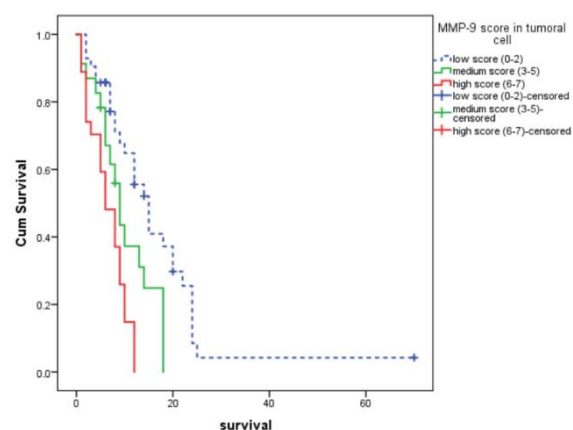 MMP-9 score in tumoral
cell
low score (0-2)
medium score (3-5)
high score (6-7)
low score (0-2)-censored
medium score (3-5)-
censored
high score (6-7)-censored
1.0
0.8
0.6
0.4
0.2
0.0
Cum Survival
0
20
40
60
survival